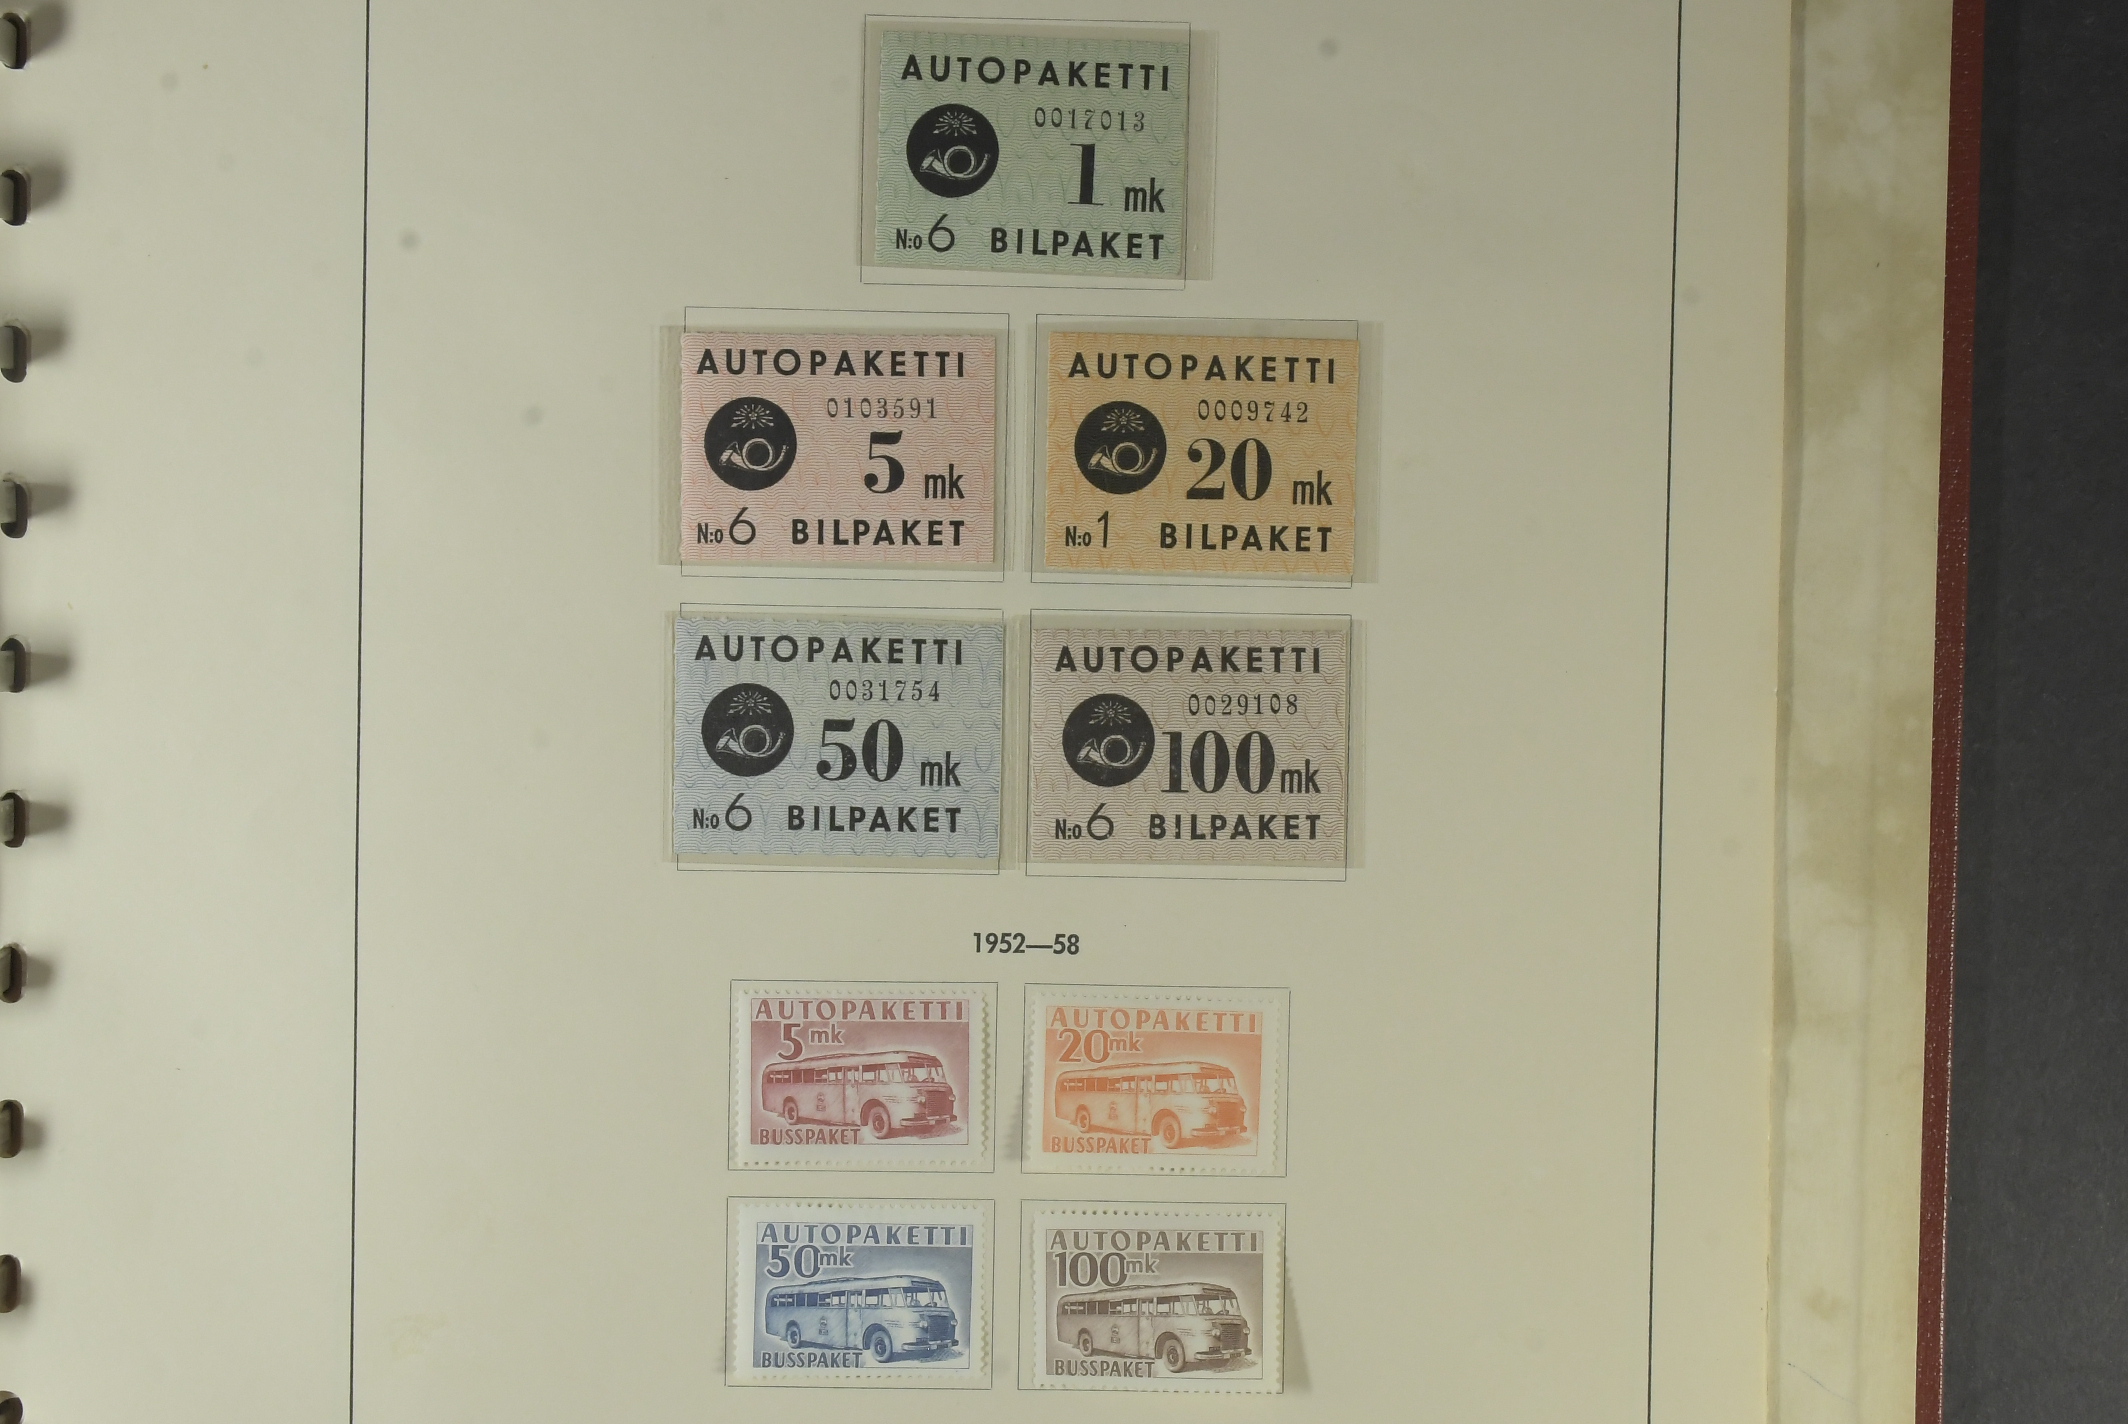 AUTOPAKETTI
0017013
1 mk
N:o 6 BILPAKET
AUTOPAKETTI
0103591
5 mk
N:o 6 BILPAKET
AUTOPAKETTI
0009742
20 mk
N:o 1 BILPAKET
AUTOPAKETTI
0031754
50 mk
N:o 6 BILPAKET
AUTOPAKETTI
0029108
100 mk
N:o 6 BILPAKET
1952—58
AUTOPAKETTI
5 mk
BUSSPAKET
AUTOPAKETTI
20 mk
BUSSPAKET
AUTOPAKETTI
50 mk
BUSSPAKET
AUTOPAKETTI
100 mk
BUSSPAKET